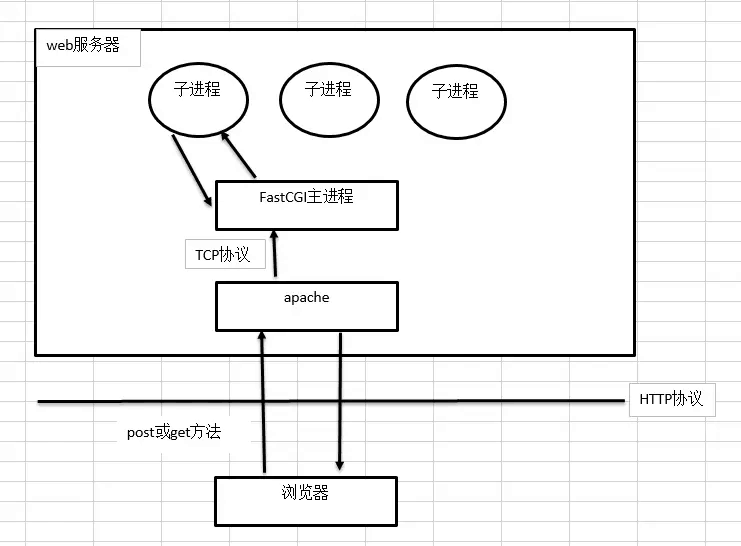 web服务器
子进程
子进程
子进程
FastCGI主进程
TCP协议
apache
HTTP协议
post或get方法
浏览器